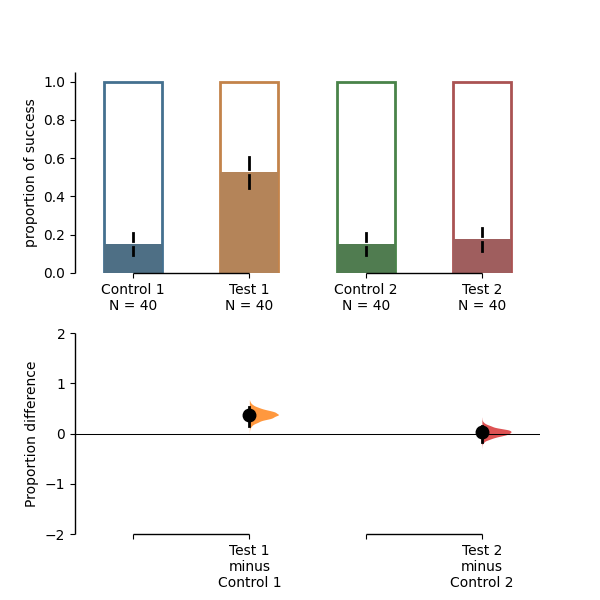 proportion of success
1.0
0.8
0.6
0.4
0.2
0.0
Control 1
N = 40
Test 1
N = 40
Control 2
N = 40
Test 2
N = 40
Proportion difference
2
1
0
−1
−2
Test 1
minus
Control 1
Test 2
minus
Control 2